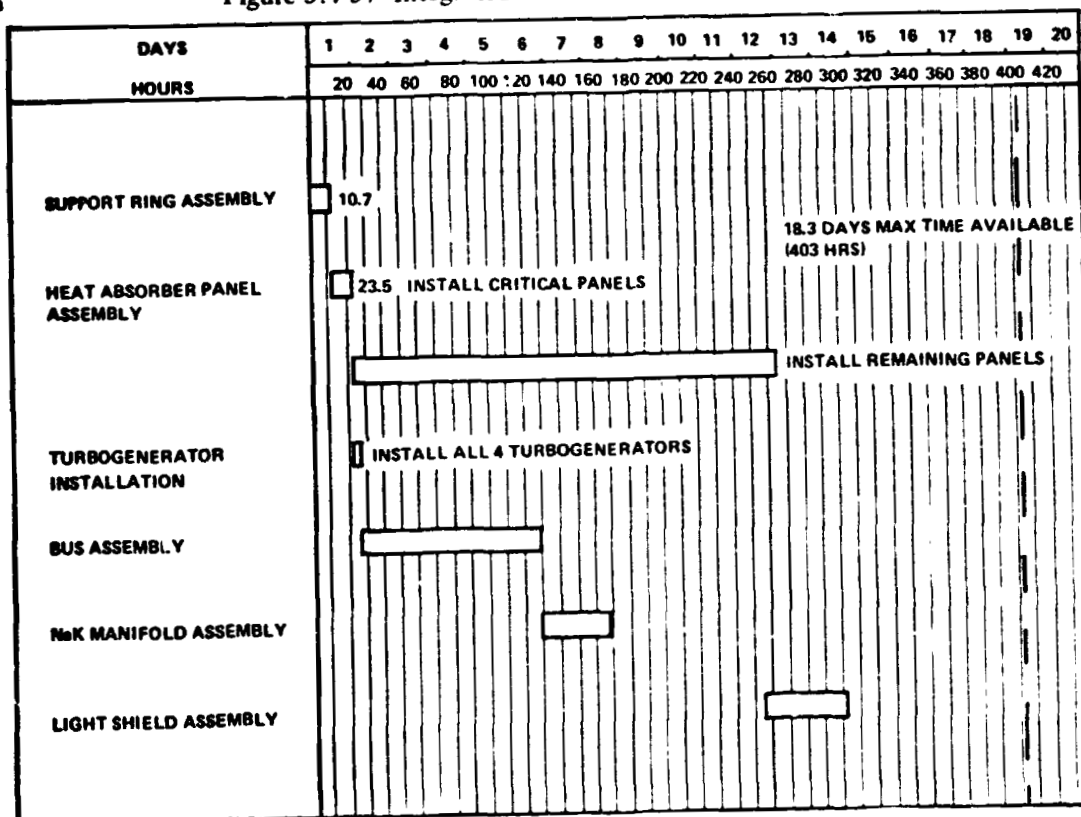 DAYS 1 2 3 4 5 6 7 8 9 10 11 12 13 14 15 16 17 18 19 20
HOURS 20 40 60 80 100 120 140 160 180 200 220 240 260 280 300 320 340 360 380 400 420
SUPPORT RING ASSEMBLY 10.7
18.3 DAYS MAX TIME AVAILABLE
(403 HRS)
HEAT ABSORBER PANEL 23.5 INSTALL CRITICAL PANELS
ASSEMBLY
INSTALL REMAINING PANELS
TURBOGENERATOR INSTALL ALL 4 TURBOGENERATORS
INSTALLATION
BUS ASSEMBLY
NaK MANIFOLD ASSEMBLY
LIGHT SHIELD ASSEMBLY